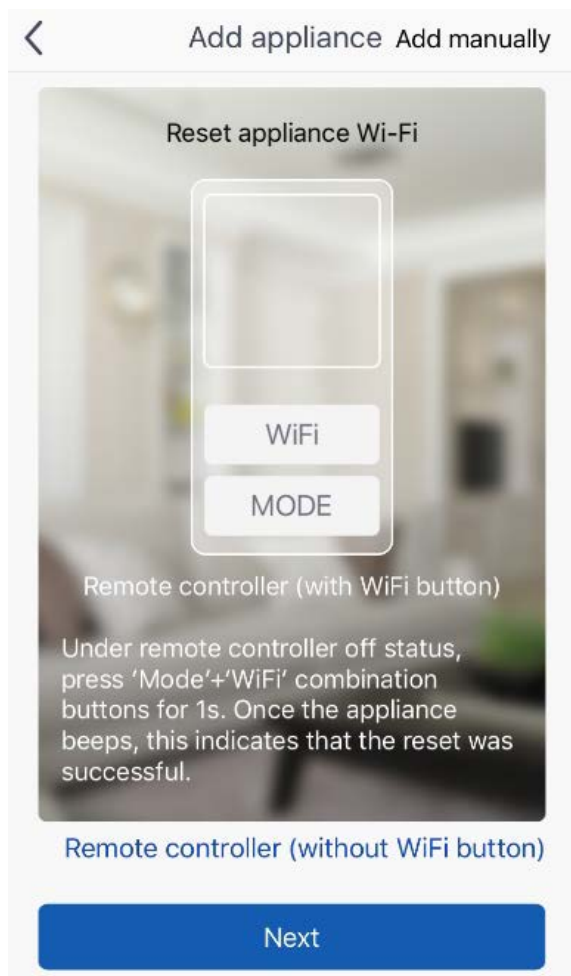 Add appliance Add manually
Reset appliance Wi-Fi
WiFi
MODE
Remote controller (with WiFi button)
Under remote controller off status,
press ‘Mode’+‘WiFi’ combination
buttons for 1s. Once the appliance
beeps, this indicates that the reset was
successful.
Remote controller (without WiFi button)
Next